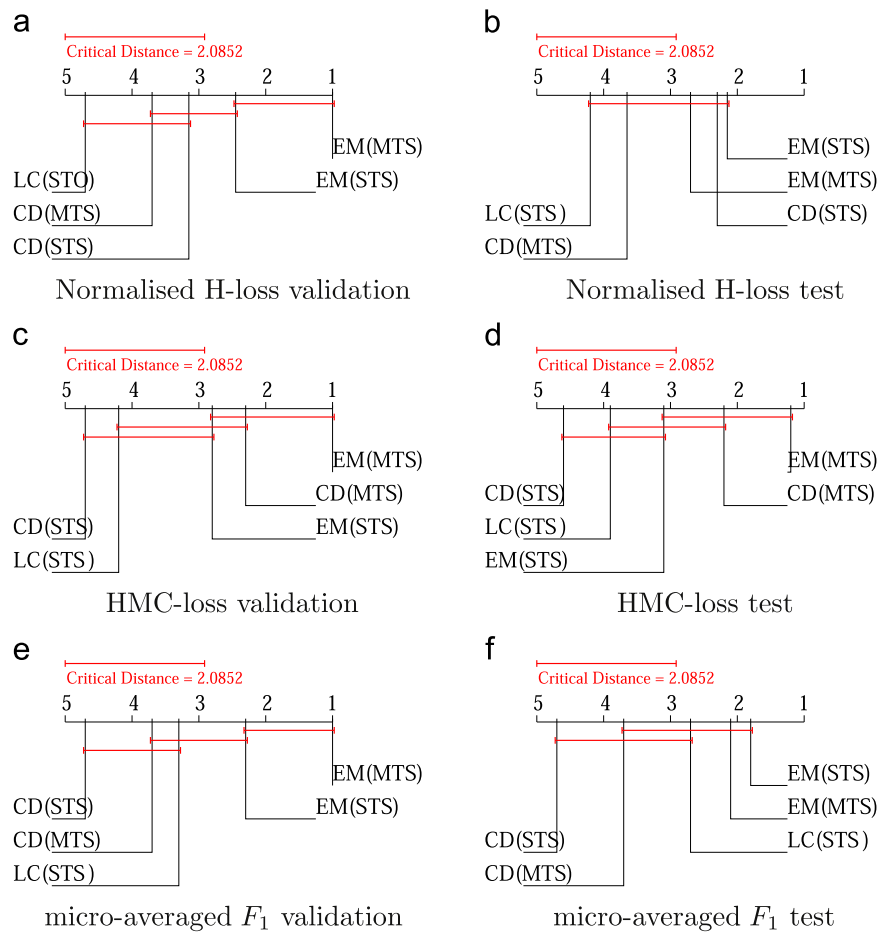 a
Critical Distance = 2.0852
5 4 3 2 1
EM(MTS)
LC(STO)
EM(STS)
CD(MTS)
CD(STS)
Normalised H-loss validation
b
Critical Distance = 2.0852
5 4 3 2 1
EM(STS)
EM(MTS)
LC(STS)
CD(STS)
CD(MTS)
Normalised H-loss test
c
Critical Distance = 2.0852
5 4 3 2 1
EM(MTS)
CD(MTS)
CD(STS)
EM(STS)
LC(STS)
HMC-loss validation
d
Critical Distance = 2.0852
5 4 3 2 1
EM(MTS)
CD(STS)
CD(MTS)
LC(STS)
EM(STS)
HMC-loss test
e
Critical Distance = 2.0852
5 4 3 2 1
EM(MTS)
CD(STS)
EM(STS)
CD(MTS)
LC(STS)
micro-averaged F₁ validation
f
Critical Distance = 2.0852
5 4 3 2 1
EM(STS)
EM(MTS)
CD(STS)
LC(STS)
CD(MTS)
micro-averaged F₁ test